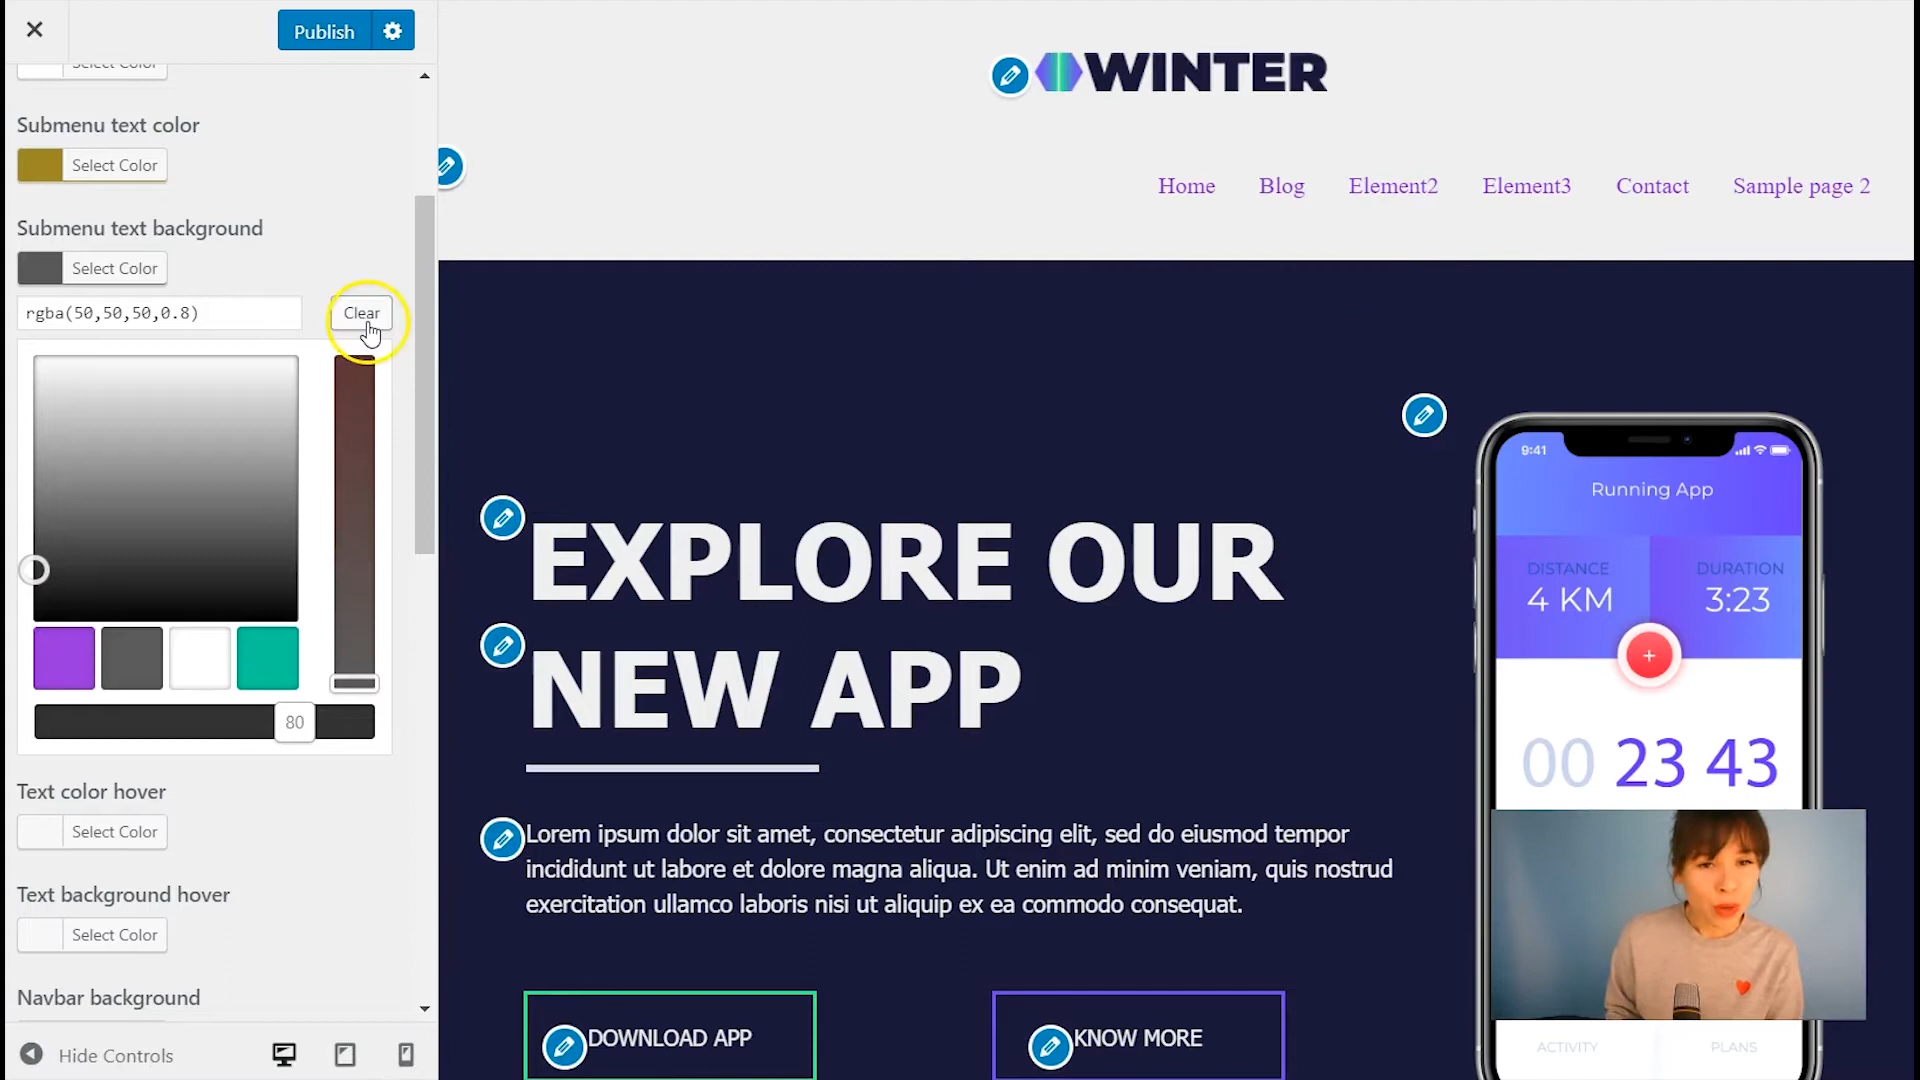 Publish
Select Color
Submenu text color
Select Color
Submenu text background
Select Color
rgba(50,50,50,0.8)
Clear
80
Text color hover
Select Color
Text background hover
Select Color
Navbar background
Hide Controls
WINTER
Home Blog Element2 Element3 Contact Sample page 2
EXPLORE OUR
NEW APP
Lorem ipsum dolor sit amet, consectetur adipiscing elit, sed do eiusmod tempor
incididunt ut labore et dolore magna aliqua. Ut enim ad minim veniam, quis nostrud
exercitation ullamco laboris nisi ut aliquip ex ea commodo consequat.
DOWNLOAD APP
KNOW MORE
9:41
Running App
DISTANCE DURATION
4 KM 3:23
+
00 23 43
ACTIVITY PLANS